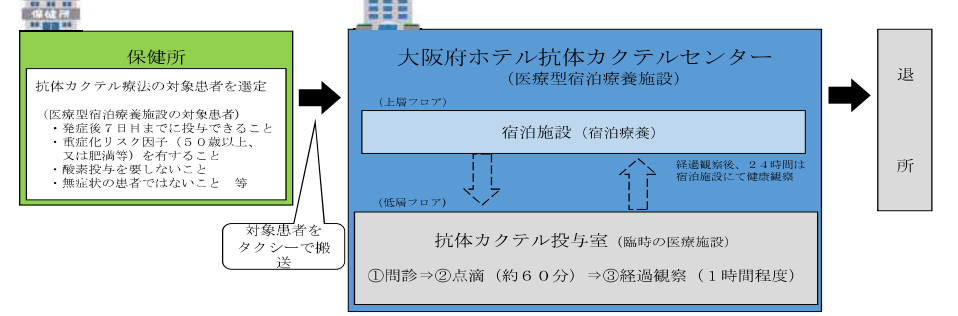 保健所
保健所
抗体カクテル療法の対象患者を選定
(医療型宿泊療養施設の対象患者)
・発症後7日目までに投与できること
・重症化リスク因子(50歳以上、
又は肥満等)を有すること
・酸素投与を要しないこと
・無症状の患者ではないこと 等
対象患者を
タクシーで搬
送
大阪府ホテル抗体カクテルセンター
(医療型宿泊療養施設)
(上層フロア)
宿泊施設(宿泊療養)
経過観察後、24時間は
宿泊施設にて健康観察
(低層フロア)
抗体カクテル投与室(臨時の医療施設)
①問診⇒②点滴(約60分)⇒③経過観察(1時間程度)
退
所